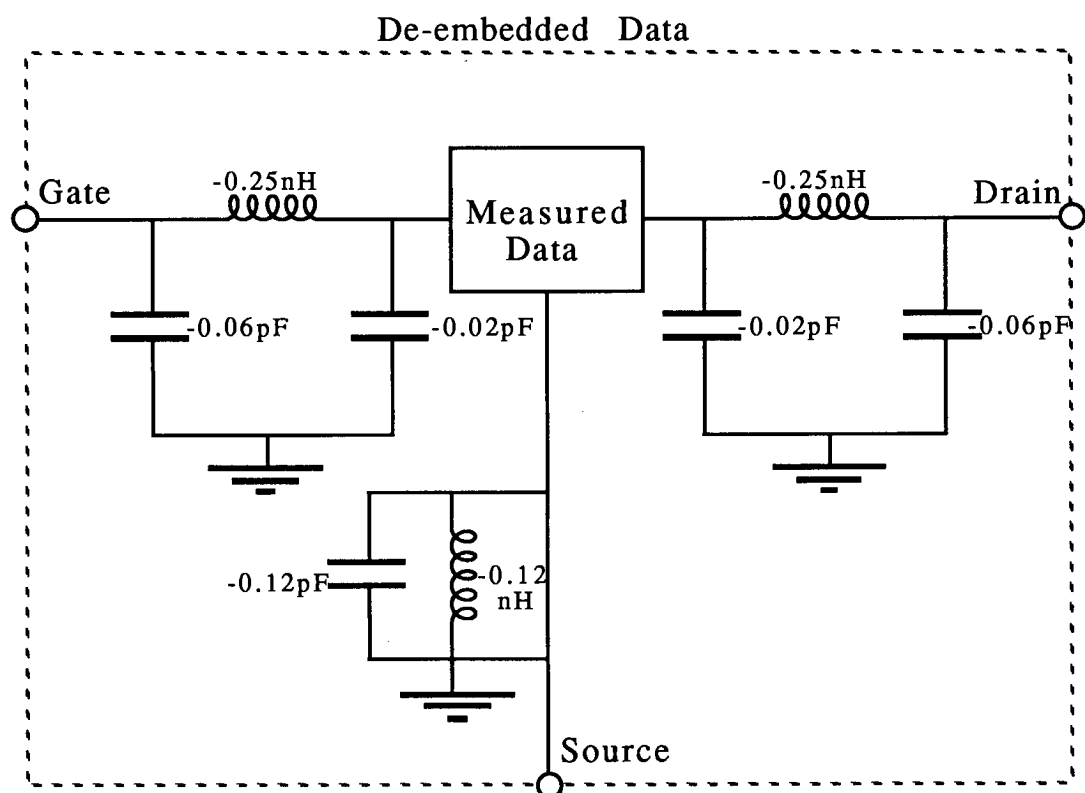 De-embedded Data
Gate
-0.25nH
Measured
Data
-0.25nH
Drain
-0.06pF
-0.02pF
-0.02pF
-0.06pF
-0.12pF
-0.12
nH
Source